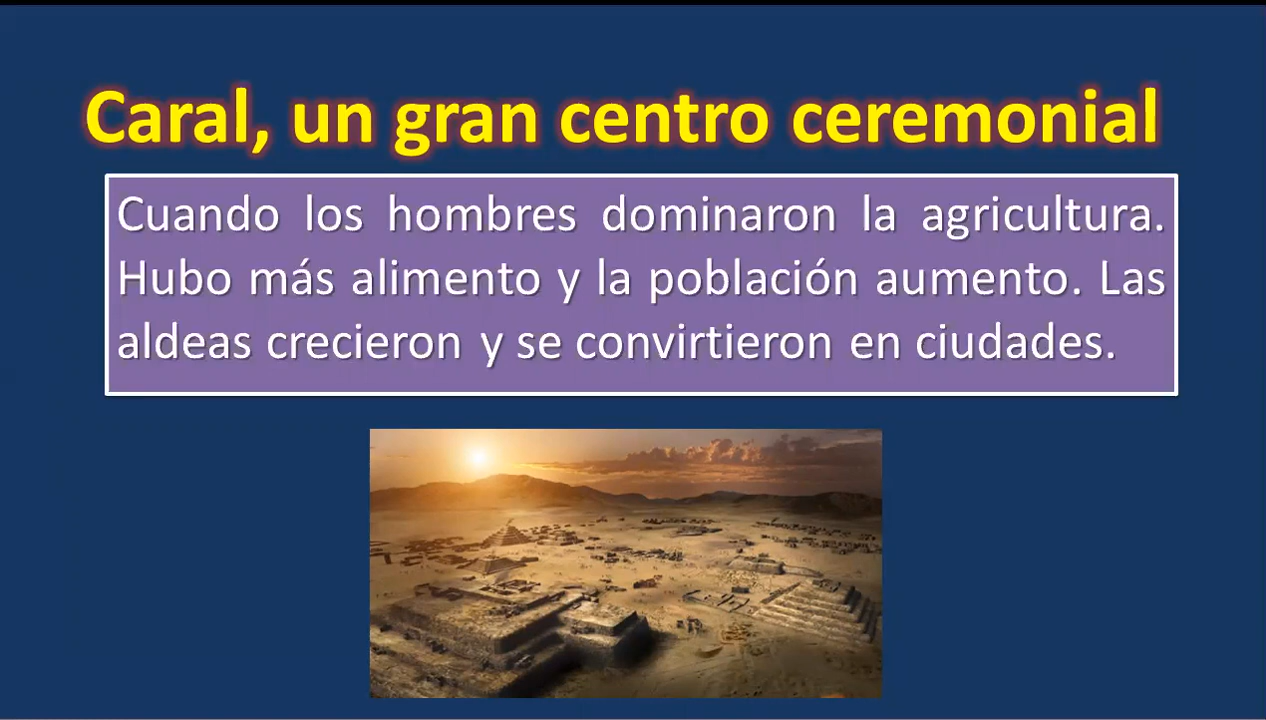 Caral, un gran centro ceremonial
Cuando los hombres dominaron la agricultura.
Hubo más alimento y la población aumento. Las
aldeas crecieron y se convirtieron en ciudades.